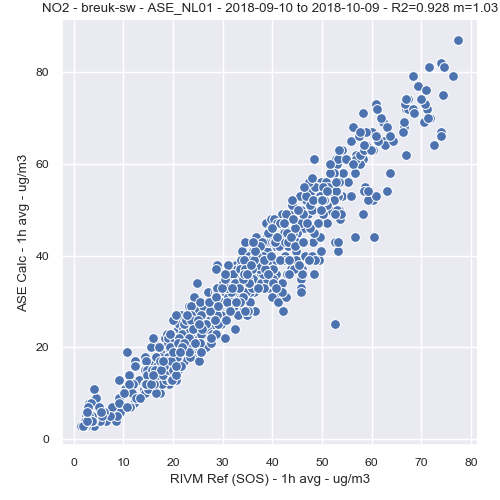 NO2 - breuk-sw - ASE_NL01 - 2018-09-10 to 2018-10-09 - R2=0.928 m=1.03
80
60
40
20
0
ASE Calc - 1h avg - ug/m3
0 10 20 30 40 50 60 70 80
RIVM Ref (SOS) - 1h avg - ug/m3